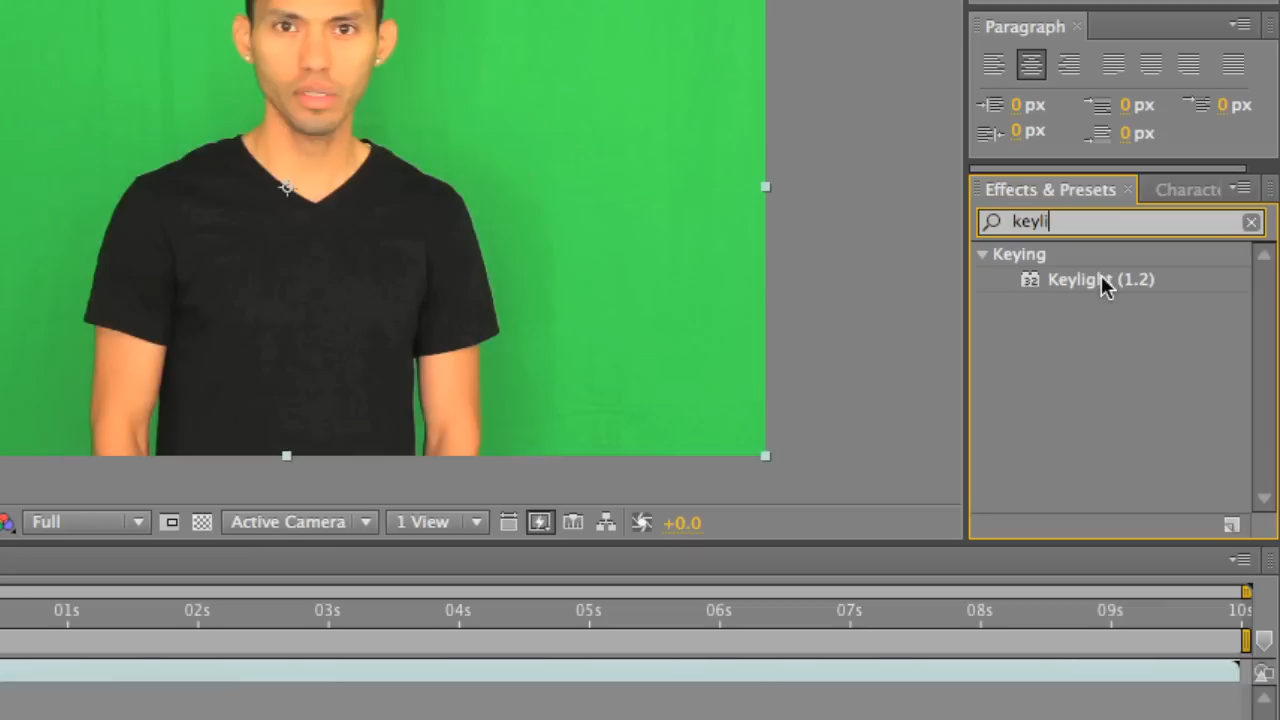 Paragraph
0 px
0 px
0 px
0 px
0 px
Effects & Presets
Characte
keyli
Keying
32
Keylight (1.2)
Full
Active Camera
1 View
+0.0
01s 02s 03s 04s 05s 06s 07s 08s 09s 10s